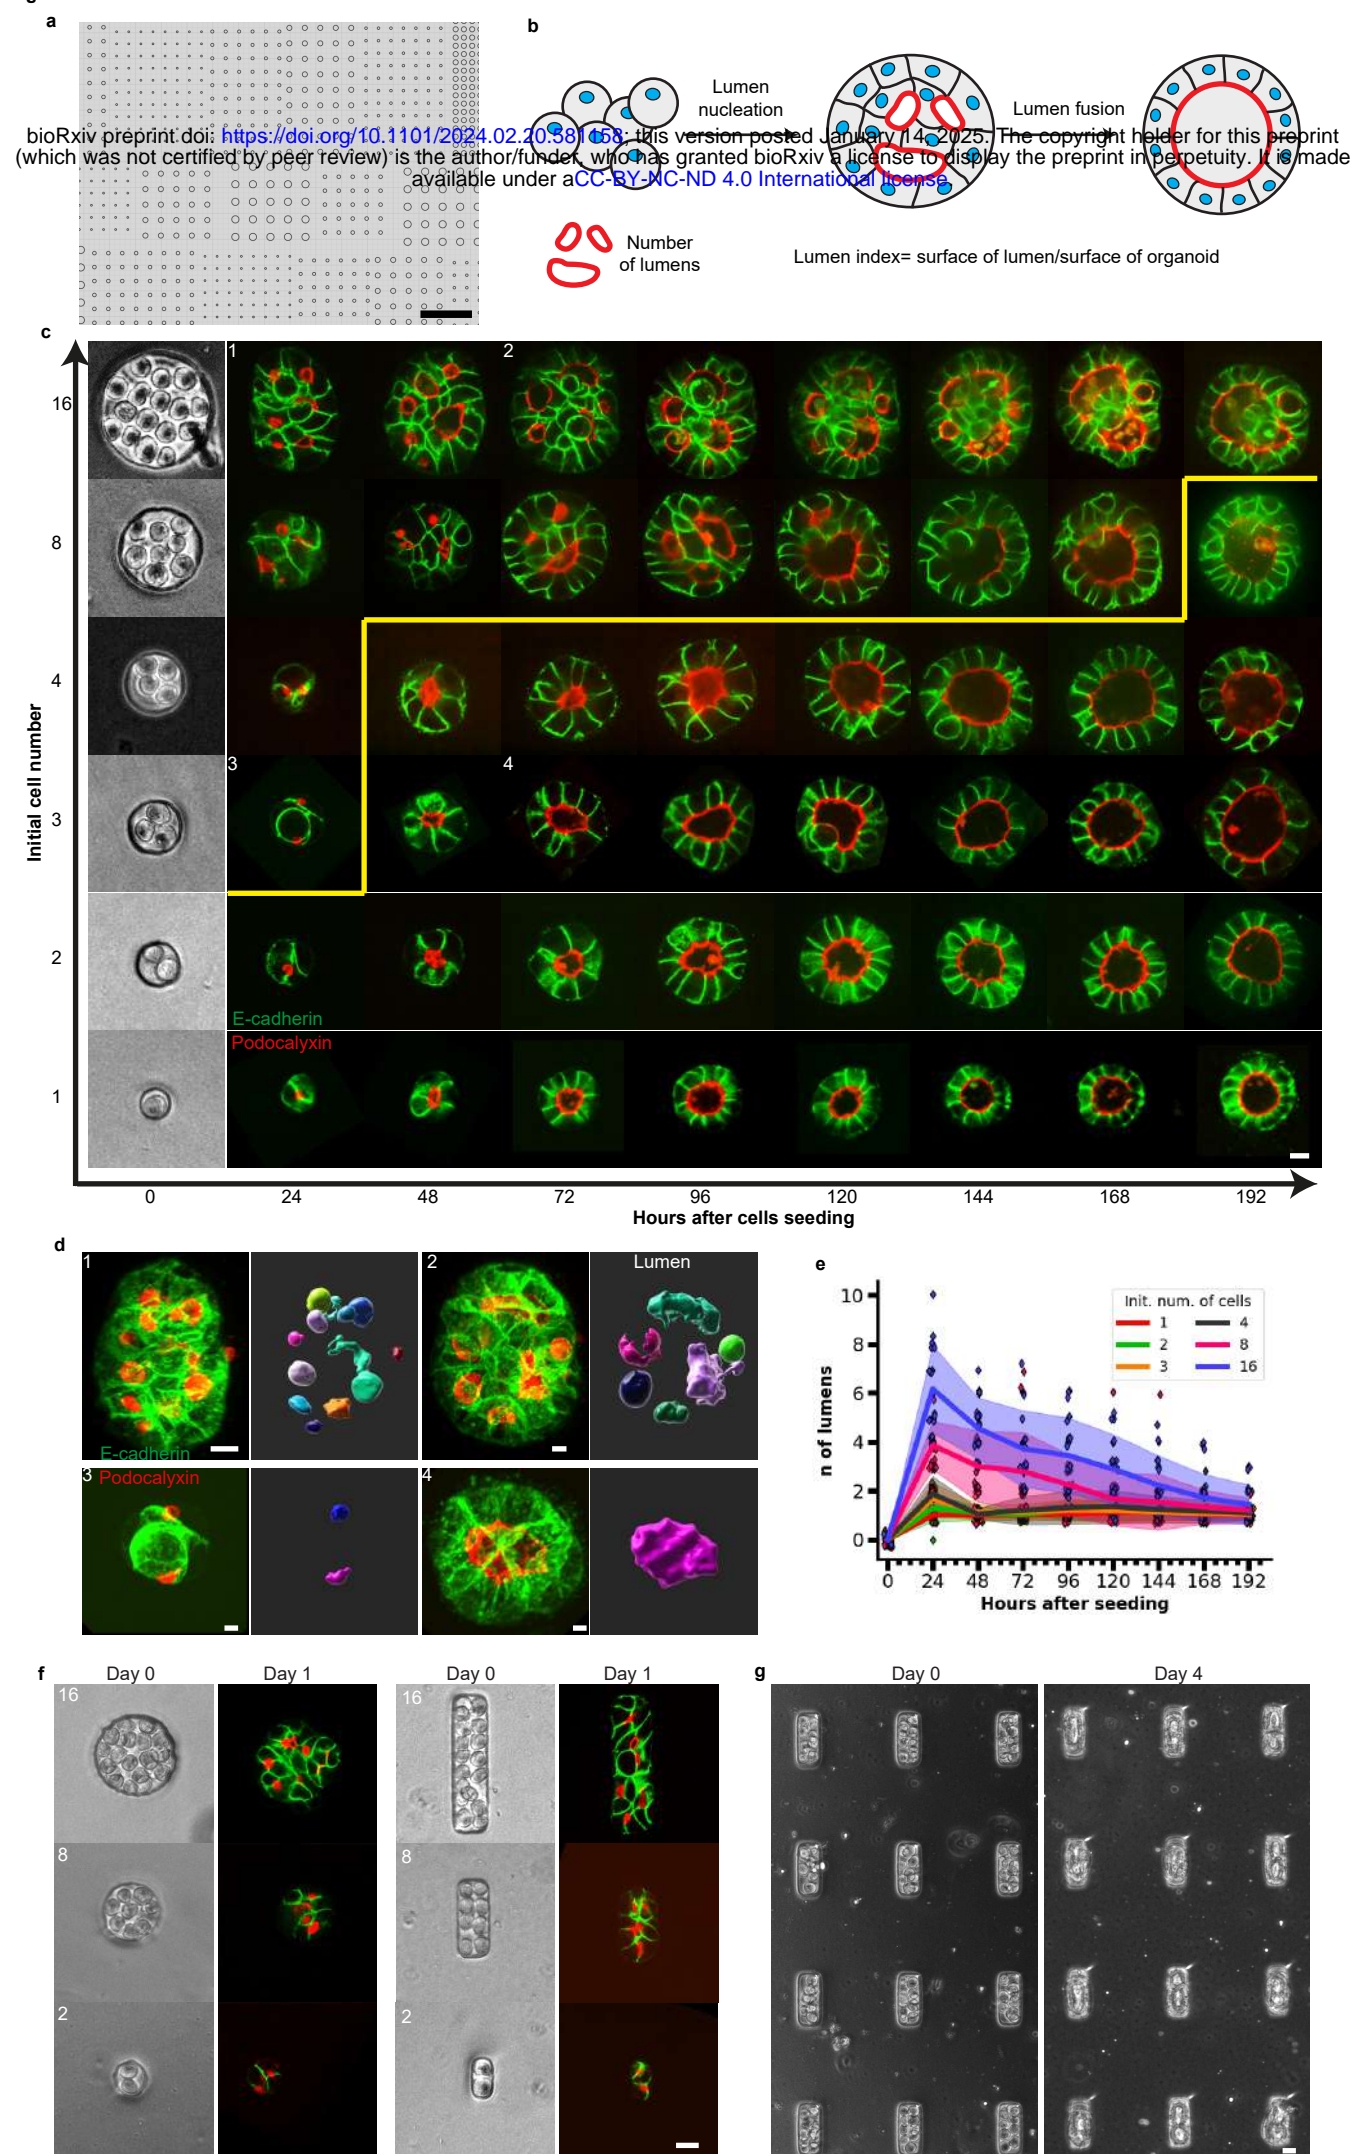 a
b
Lumen
nucleation
Lumen fusion
bioRxiv preprint doi: https://doi.org/10.1101/2024.02.20.581158; this version posted January 14, 2025. The copyright holder for this preprint
(which was not certified by peer review) is the author/funder, who has granted bioRxiv a license to display the preprint in perpetuity. It is made
available under aCC-BY-NC-ND 4.0 International license.
Number
of lumens
Lumen index= surface of lumen/surface of organoid
c
1
2
16
8
4
3
4
3
2
E-cadherin
Podocalyxin
1
Initial cell number
0 24 48 72 96 120 144 168 192
Hours after cells seeding
d
1
2
Lumen
E-cadherin
3 Podocalyxin
4
e
Init. num. of cells
1 4
2 8
3 16
10
8
6
4
2
0
n of lumens
0 24 48 72 96 120 144 168 192
Hours after seeding
f
Day 0 Day 1 Day 0 Day 1
16
16
8
8
2
2
g
Day 0 Day 4